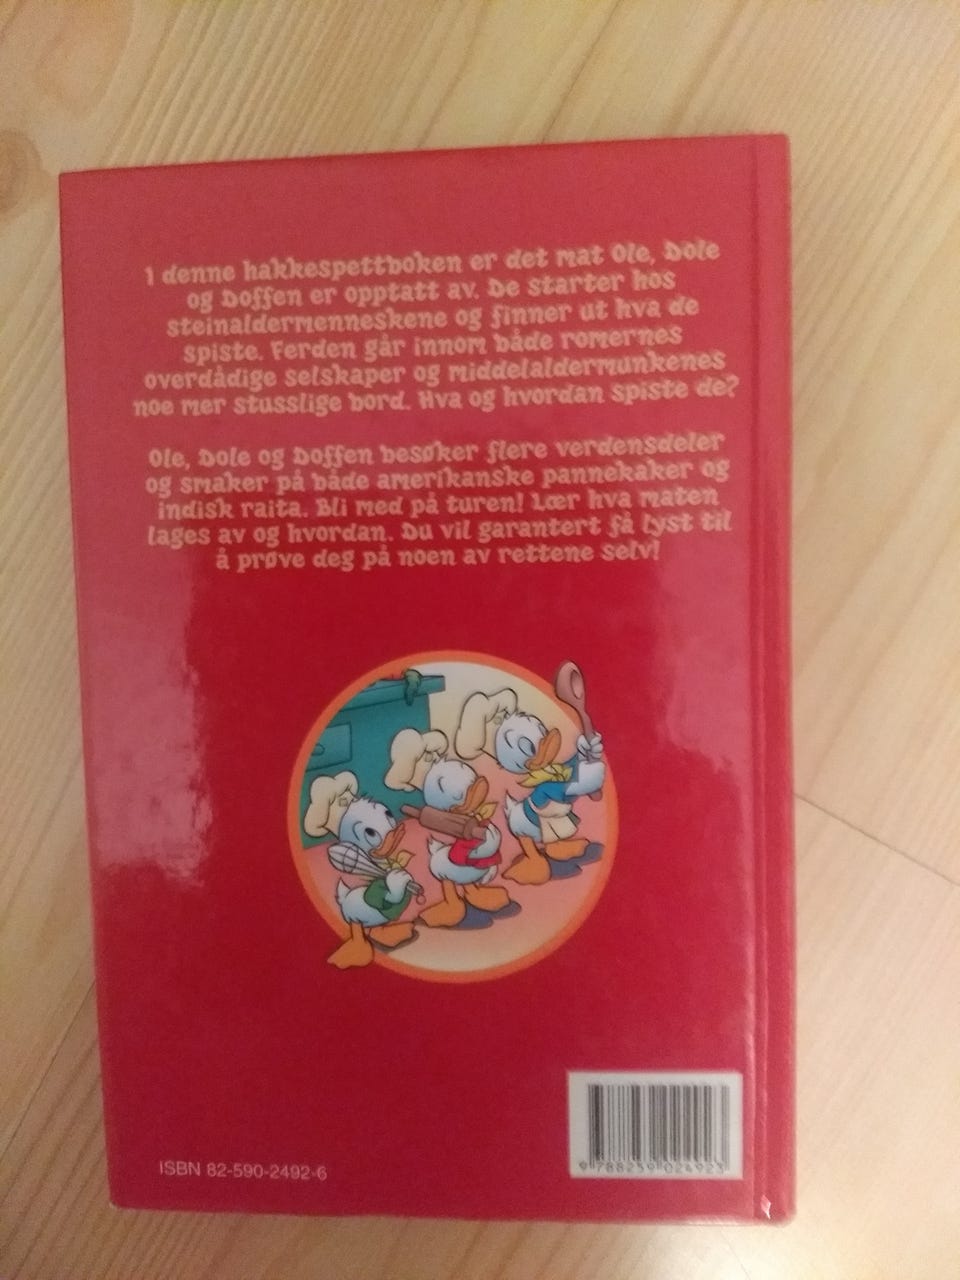 I denne hakkespettboken er det mat Ole, Dole
og Doffen er opptatt av. De starter hos
steinaldermenneskene og finner ut hva de
spiste. Ferden går innom både romernes
overdådige selskaper og middelaldermunkenes
noe mer stusslige bord. Hva og hvordan spiste de?
Ole, Dole og Doffen besøker flere verdensdeler
og smaker på både amerikanske pannekaker og
indisk raita. Bli med på turen! Lær hva maten
lages av og hvordan. Du vil garantert få lyst til
å prøve deg på noen av rettene selv!
ISBN 82-590-2492-6
9 788259 024923